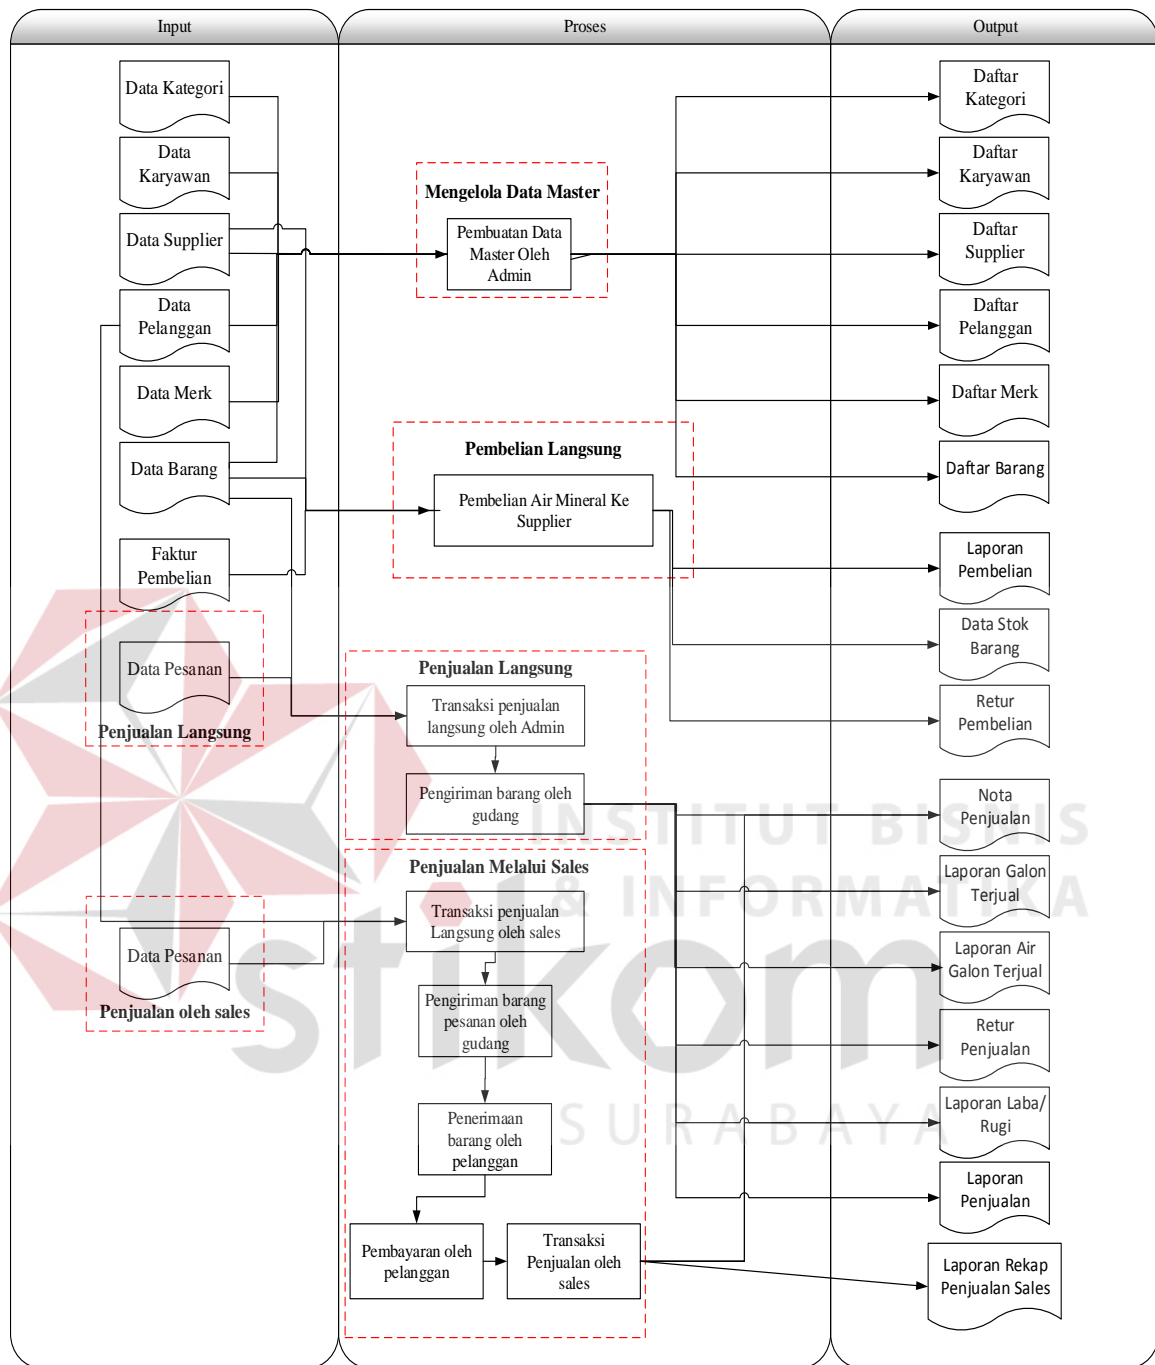 Input
Proses
Output
Data Kategori
Data
Karyawan
Data Supplier
Data
Pelanggan
Data Merk
Data Barang
Faktur
Pembelian
Data Pesanan
Penjualan Langsung
Data Pesanan
Penjualan oleh sales
Mengelola Data Master
Pembuatan Data
Master Oleh
Admin
Pembelian Langsung
Pembelian Air Mineral Ke
Supplier
Penjualan Langsung
Transaksi penjualan
langsung oleh Admin
Pengiriman barang oleh
gudang
Penjualan Melalui Sales
Transaksi penjualan
Langsung oleh sales
Pengiriman barang
pesanan oleh
gudang
Penerimaan
barang oleh
pelanggan
Pembayaran oleh
pelanggan
Transaksi
Penjualan oleh
sales
Daftar
Kategori
Daftar
Karyawan
Daftar
Supplier
Daftar
Pelanggan
Daftar Merk
Daftar Barang
Laporan
Pembelian
Data Stok
Barang
Retur
Pembelian
Nota
Penjualan
Laporan Galon
Terjual
Laporan Air
Galon Terjual
Retur
Penjualan
Laporan Laba/
Rugi
Laporan
Penjualan
Laporan Rekap
Penjualan Sales
INSTITUT BISNIS
& INFORMATIKA
stikom
SURABAYA